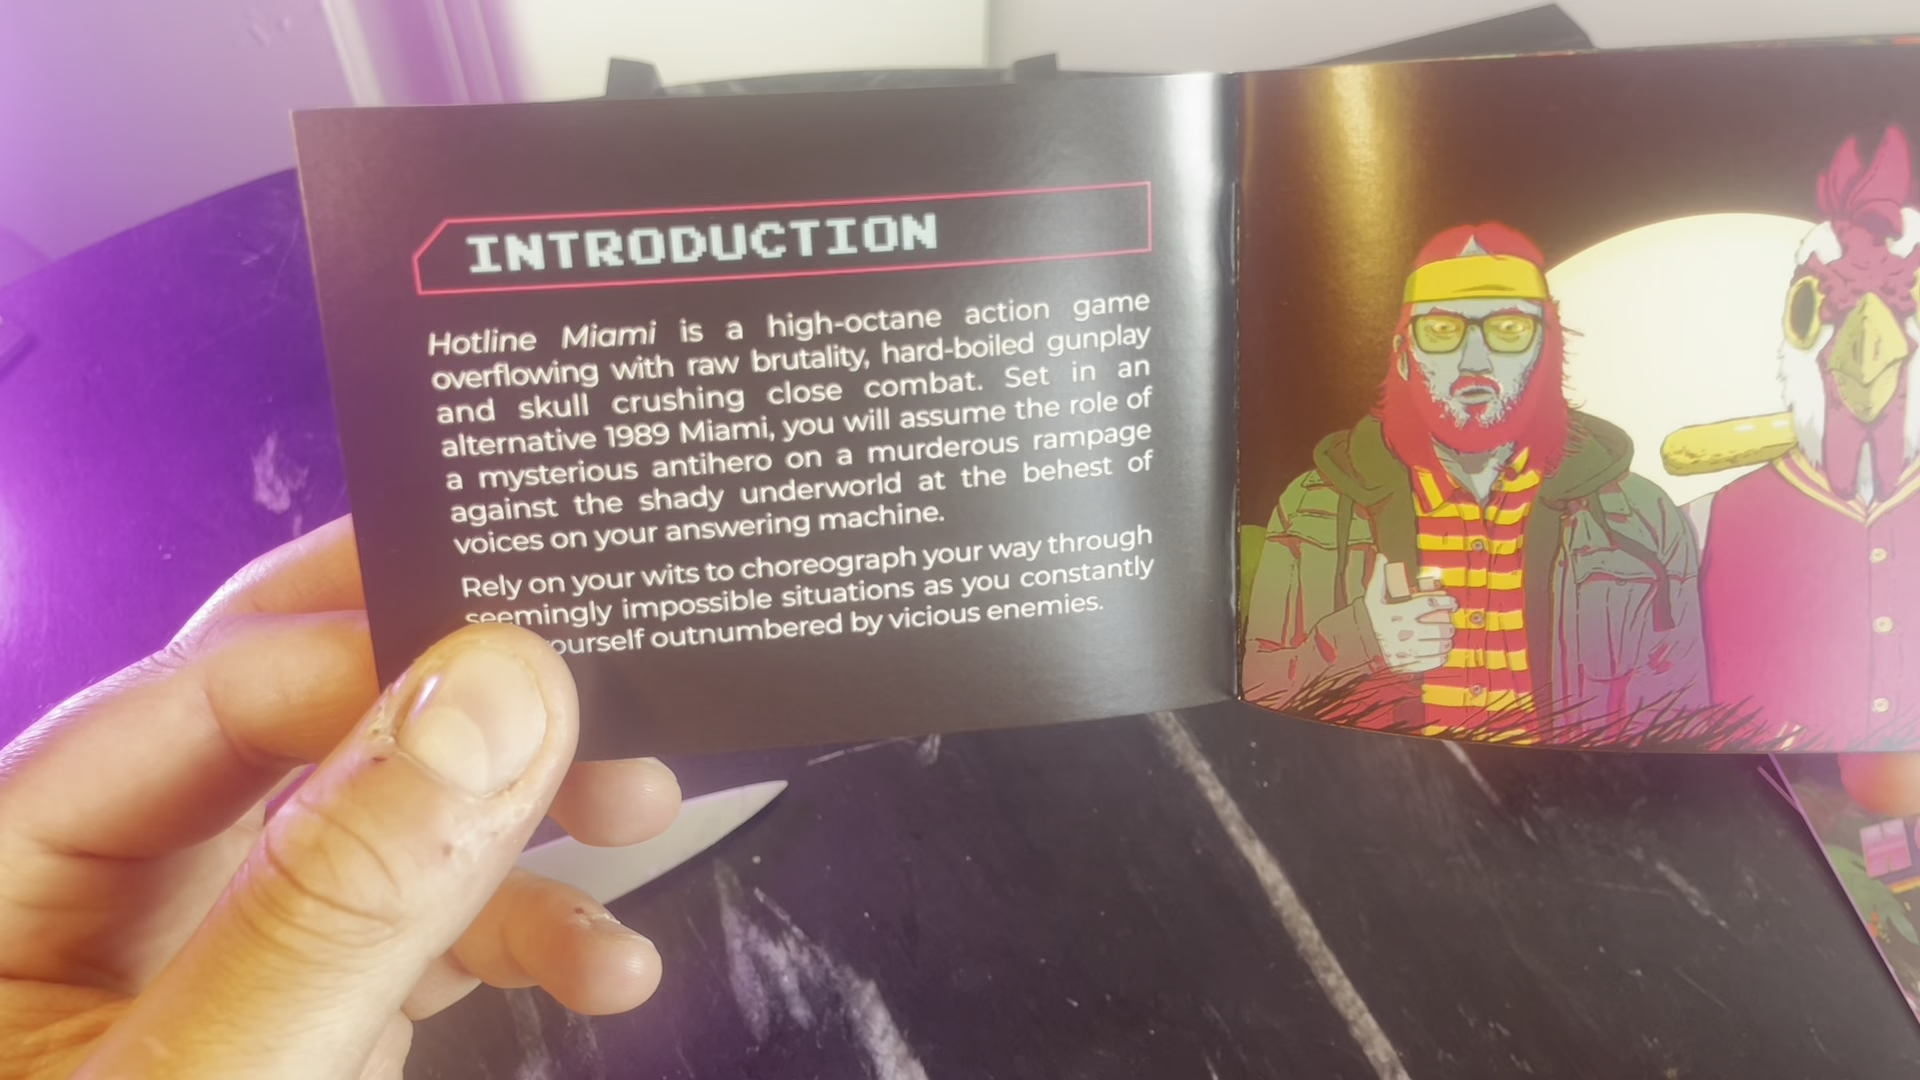 INTRODUCTION
Hotline Miami is a high-octane action game
overflowing with raw brutality, hard-boiled gunplay
and skull crushing close combat. Set in an
alternative 1989 Miami, you will assume the role of
a mysterious antihero on a murderous rampage
against the shady underworld at the behest of
voices on your answering machine.
Rely on your wits to choreograph your way through
seemingly impossible situations as you constantly
ourself outnumbered by vicious enemies.